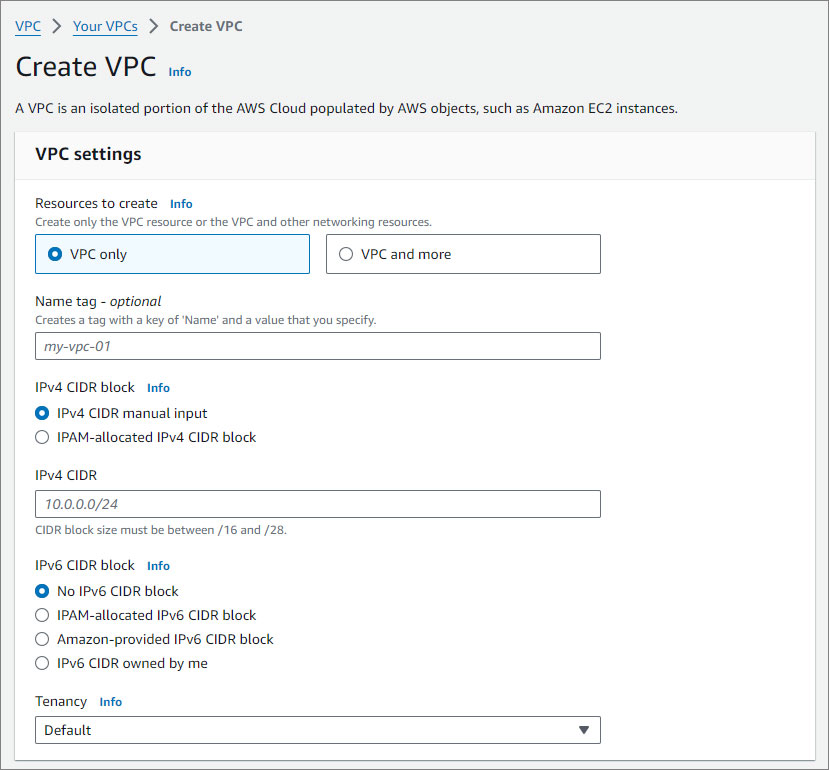 VPC > Your VPCs > Create VPC
Create VPC Info
A VPC is an isolated portion of the AWS Cloud populated by AWS objects, such as Amazon EC2 instances.
VPC settings
Resources to create Info
Create only the VPC resource or the VPC and other networking resources.
VPC only VPC and more
Name tag - optional
Creates a tag with a key of 'Name' and a value that you specify.
my-vpc-01
IPv4 CIDR block Info
IPv4 CIDR manual input
IPAM-allocated IPv4 CIDR block
IPv4 CIDR
10.0.0.0/24
CIDR block size must be between /16 and /28.
IPv6 CIDR block Info
No IPv6 CIDR block
IPAM-allocated IPv6 CIDR block
Amazon-provided IPv6 CIDR block
IPv6 CIDR owned by me
Tenancy Info
Default